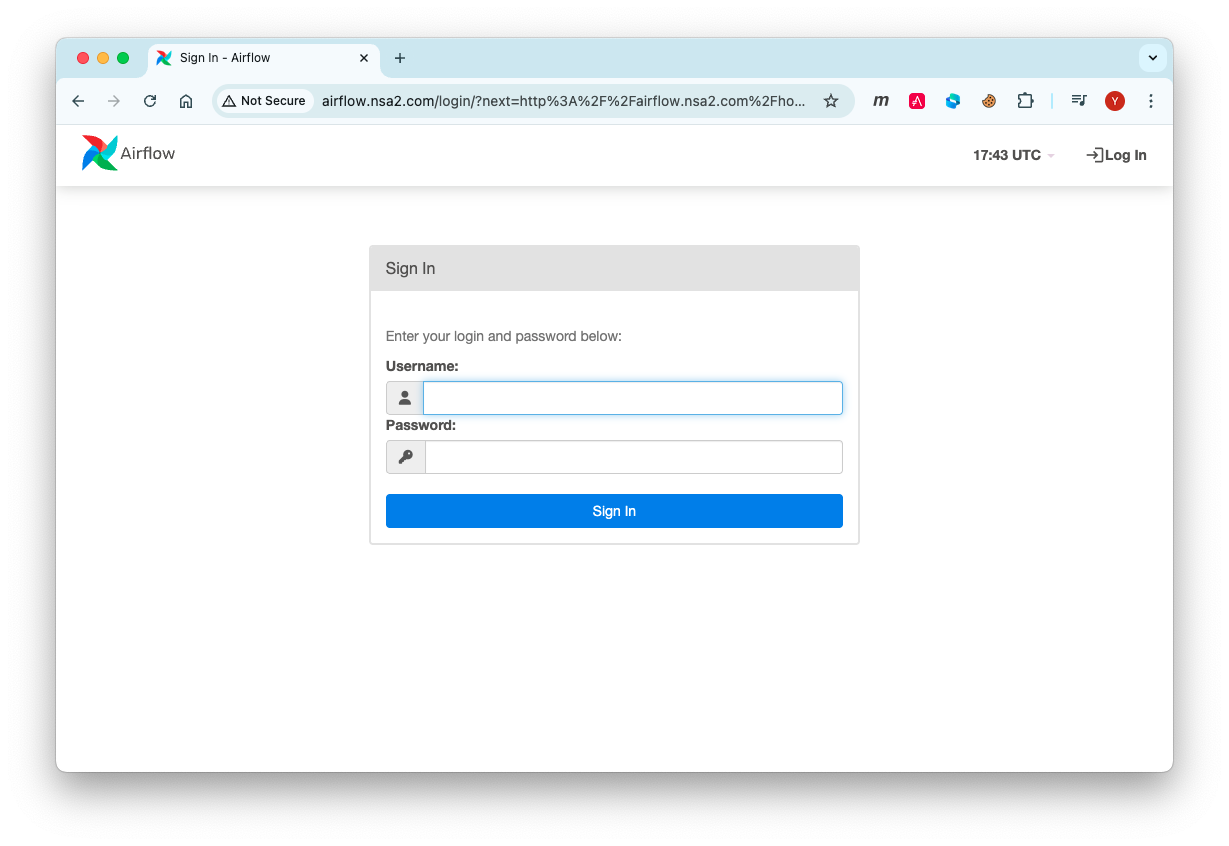 Sign In - Airflow
Not Secure airflow.nsa2.com/login/?next=http%3A%2F%2Fairflow.nsa2.com%2Fho...
m
Y
Airflow
17:43 UTC
Log In
Sign In
Enter your login and password below:
Username:
Password:
Sign In